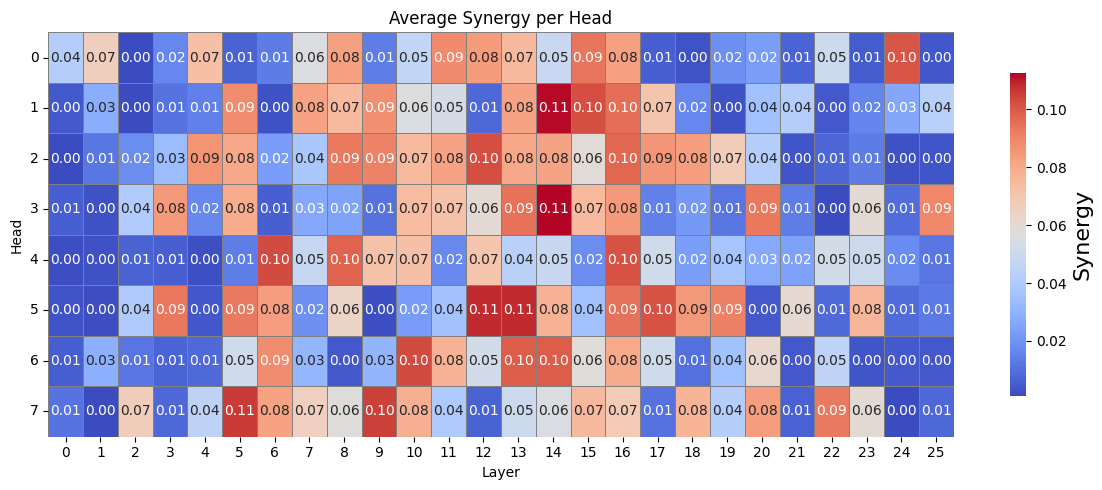 Average Synergy per Head
0 0.04 0.07 0.00 0.02 0.07 0.01 0.01 0.06 0.08 0.01 0.05 0.09 0.08 0.07 0.05 0.09 0.08 0.01 0.00 0.02 0.02 0.01 0.05 0.01 0.10 0.00
1 0.00 0.03 0.00 0.01 0.01 0.09 0.00 0.08 0.07 0.09 0.06 0.05 0.01 0.08 0.11 0.10 0.10 0.07 0.02 0.00 0.04 0.04 0.00 0.02 0.03 0.04
2 0.00 0.01 0.02 0.03 0.09 0.08 0.02 0.04 0.09 0.09 0.07 0.08 0.10 0.08 0.08 0.06 0.10 0.09 0.08 0.07 0.04 0.00 0.01 0.01 0.00 0.00
3 0.01 0.00 0.04 0.08 0.02 0.08 0.01 0.03 0.02 0.01 0.07 0.07 0.06 0.09 0.11 0.07 0.08 0.01 0.02 0.01 0.09 0.01 0.00 0.06 0.01 0.09
4 0.00 0.00 0.01 0.01 0.00 0.01 0.10 0.05 0.10 0.07 0.07 0.02 0.07 0.04 0.05 0.02 0.10 0.05 0.02 0.04 0.03 0.02 0.05 0.05 0.02 0.01
5 0.00 0.00 0.04 0.09 0.00 0.09 0.08 0.02 0.06 0.00 0.02 0.04 0.11 0.11 0.08 0.04 0.09 0.10 0.09 0.09 0.00 0.06 0.01 0.08 0.01 0.01
6 0.01 0.03 0.01 0.01 0.01 0.05 0.09 0.03 0.00 0.03 0.10 0.08 0.05 0.10 0.10 0.06 0.08 0.05 0.01 0.04 0.06 0.00 0.05 0.00 0.00 0.00
7 0.01 0.00 0.07 0.01 0.04 0.11 0.08 0.07 0.06 0.10 0.08 0.04 0.01 0.05 0.06 0.07 0.07 0.01 0.08 0.04 0.08 0.01 0.09 0.06 0.00 0.01
0 1 2 3 4 5 6 7 8 9 10 11 12 13 14 15 16 17 18 19 20 21 22 23 24 25
Layer
Head
0.10
0.08
0.06
0.04
0.02
Synergy